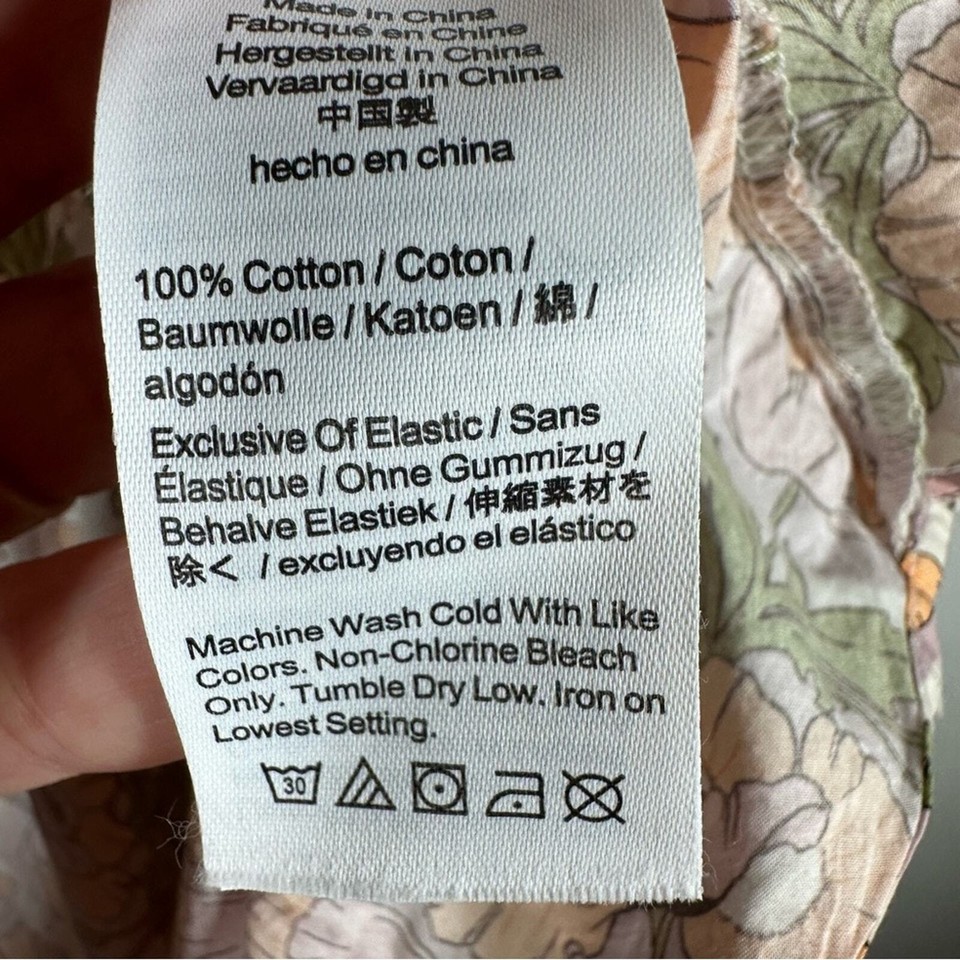 Made in China
Fabriqué en Chine
Hergestellt in China
Vervaardigd in China
中国製
hecho en china
100% Cotton / Coton /
Baumwolle / Katoen / 綿 /
algodón
Exclusive Of Elastic / Sans
Élastique / Ohne Gummizug /
Behalve Elastiek / 伸縮素材を
除く / excluyendo el elástico
Machine Wash Cold With Like
Colors. Non-Chlorine Bleach
Only. Tumble Dry Low. Iron on
Lowest Setting.
30